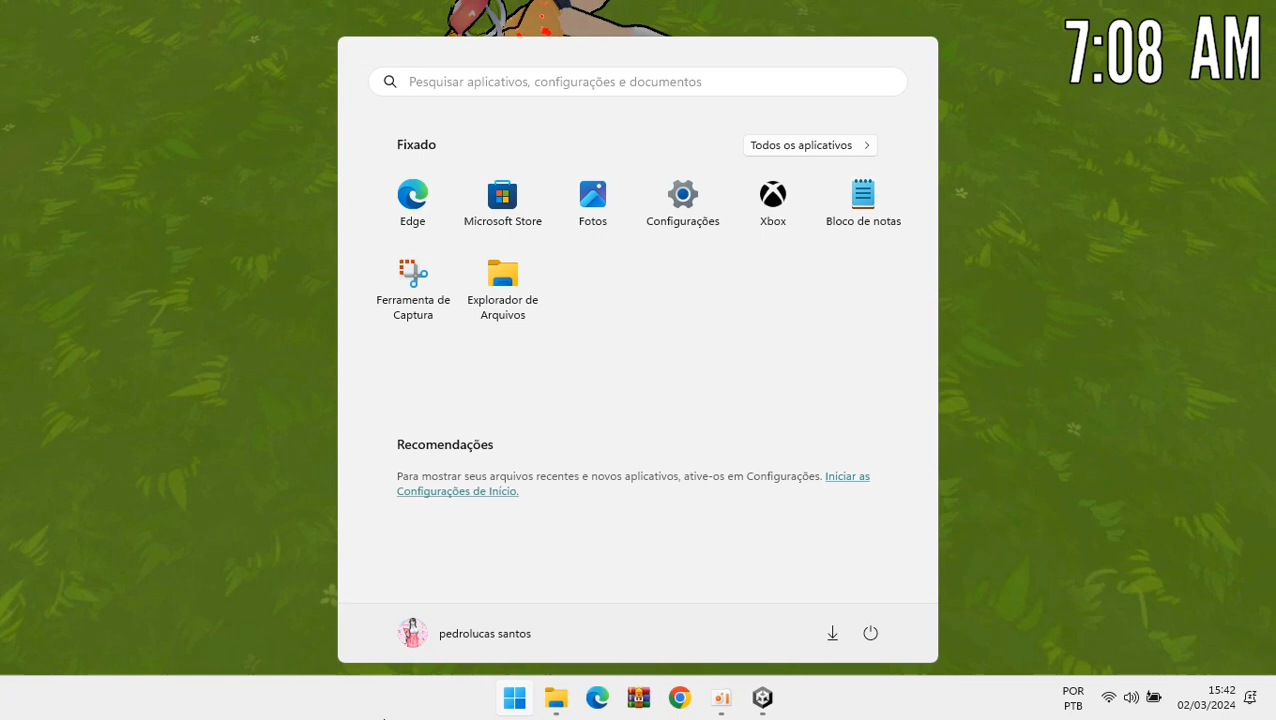 7:08 AM
Pesquisar aplicativos, configurações e documentos
Fixado
Todos os aplicativos
Edge
Microsoft Store
Fotos
Configurações
Xbox
Bloco de notas
Ferramenta de
Captura
Explorador de
Arquivos
Recomendações
Para mostrar seus arquivos recentes e novos aplicativos, ative-os em Configurações. Iniciar as
Configurações de Início.
pedrolucas santos
POR
PTB
15:42
02/03/2024